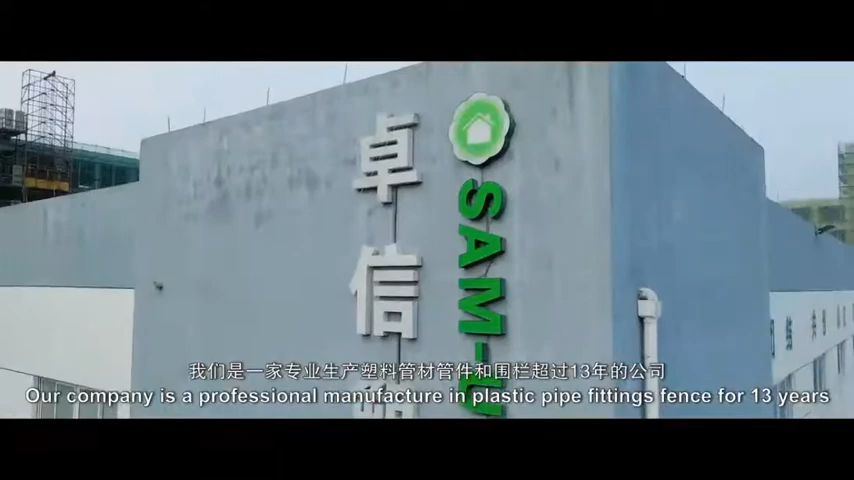 卓信
SAM-U
我们是一家专业生产塑料管材管件和围栏超过13年的公司
Our company is a professional manufacture in plastic pipe fittings fence for 13 years